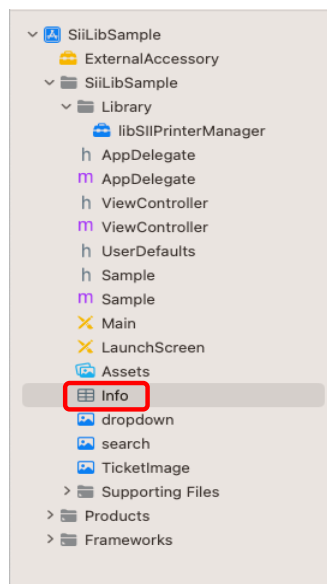 SiiLibSample
ExternalAccessory
SiiLibSample
Library
libSIIPrinterManager
h AppDelegate
m AppDelegate
h ViewController
m ViewController
h UserDefaults
h Sample
m Sample
Main
LaunchScreen
Assets
Info
dropdown
search
TicketImage
Supporting Files
Products
Frameworks